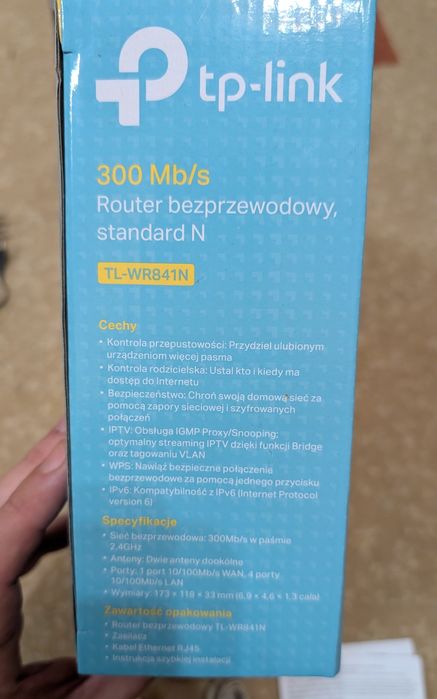 tp-link
300 Mb/s
Router bezprzewodowy,
standard N
TL-WR841N
Cechy
• Kontrola przepustowości: Przydziel ulubionym
urządzeniom więcej pasma
• Kontrola rodzicielska: Ustal kto i kiedy ma
dostęp do Internetu
• Bezpieczeństwo: Chroń swoją domową sieć za
pomocą zapory sieciowej i szyfrowanych
połączeń
• IPTV: Obsługa IGMP Proxy/Snooping;
optymalny streaming IPTV dzięki funkcji Bridge
oraz tagowaniu VLAN
• WPS: Nawiąż bezpieczne połączenie
bezprzewodowe za pomocą jednego przycisku
• IPv6: Kompatybilność z IPv6 (Internet Protocol
version 6)
Specyfikacje
• Sieć bezprzewodowa: 300Mb/s w paśmie
2,4GHz
• Anteny: Dwie anteny dookólne
• Porty: 1 port 10/100Mb/s WAN, 4 porty
10/100Mb/s LAN
• Wymiary: 173 × 118 × 33 mm (6,9 × 4,6 × 1,3 cala)
Zawartość opakowania
• Router bezprzewodowy TL-WR841N
• Zasilacz
• Kabel Ethernet RJ45
• Instrukcja szybkiej instalacji